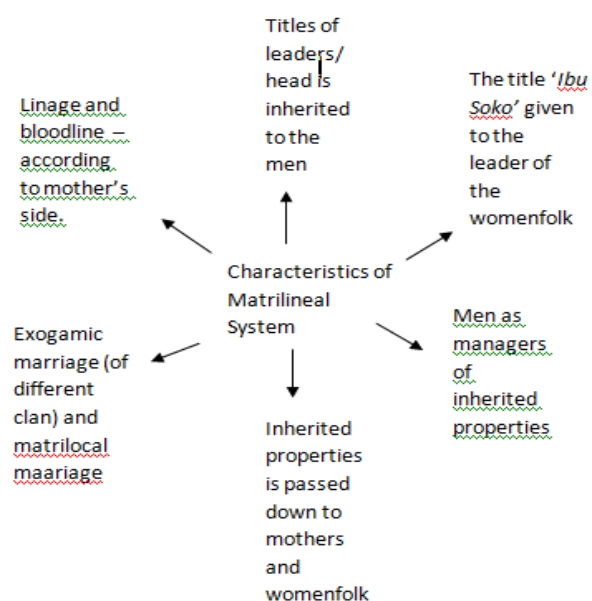 Titles of
leaders/
head is
inherited
to the
men
The title ‘Ibu
Soko’ given
to the
leader of
the
womenfolk
Linage and
bloodline –
according
to mother’s
side.
Characteristics of
Matrilineal
System
Men as
managers
of
inherited
properties
Exogamic
marriage (of
different
clan) and
matrilocal
maariage
Inherited
properties
is passed
down to
mothers
and
womenfolk